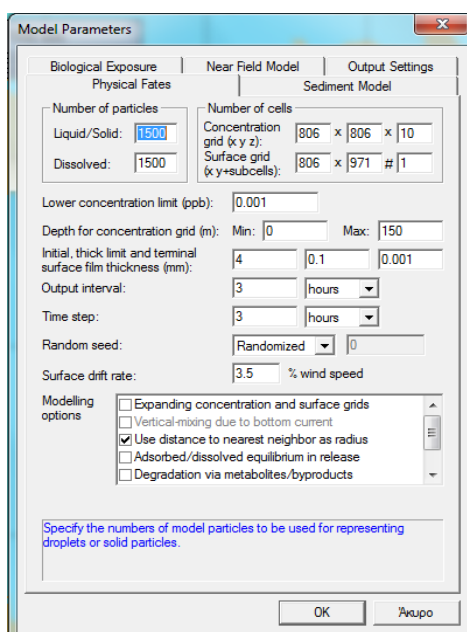 Model Parameters
Biological Exposure
Near Field Model
Output Settings
Physical Fates
Sediment Model
Number of particles
Liquid/Solid: 1500
Dissolved: 1500
Number of cells
Concentration grid (x y z): 806 x 806 x 10
Surface grid (x y+subcells): 806 x 971 # 1
Lower concentration limit (ppb): 0.001
Depth for concentration grid (m): Min: 0 Max: 150
Initial, thick limit and terminal
surface film thickness (mm): 4 0.1 0.001
Output interval: 3 hours
Time step: 3 hours
Random seed: Randomized 0
Surface drift rate: 3.5 % wind speed
Modelling
options
Expanding concentration and surface grids
Vertical-mixing due to bottom current
Use distance to nearest neighbor as radius
Adsorbed/dissolved equilibrium in release
Degradation via metabolites/byproducts
Specify the numbers of model particles to be used for representing
droplets or solid particles.
OK
Άκυρο